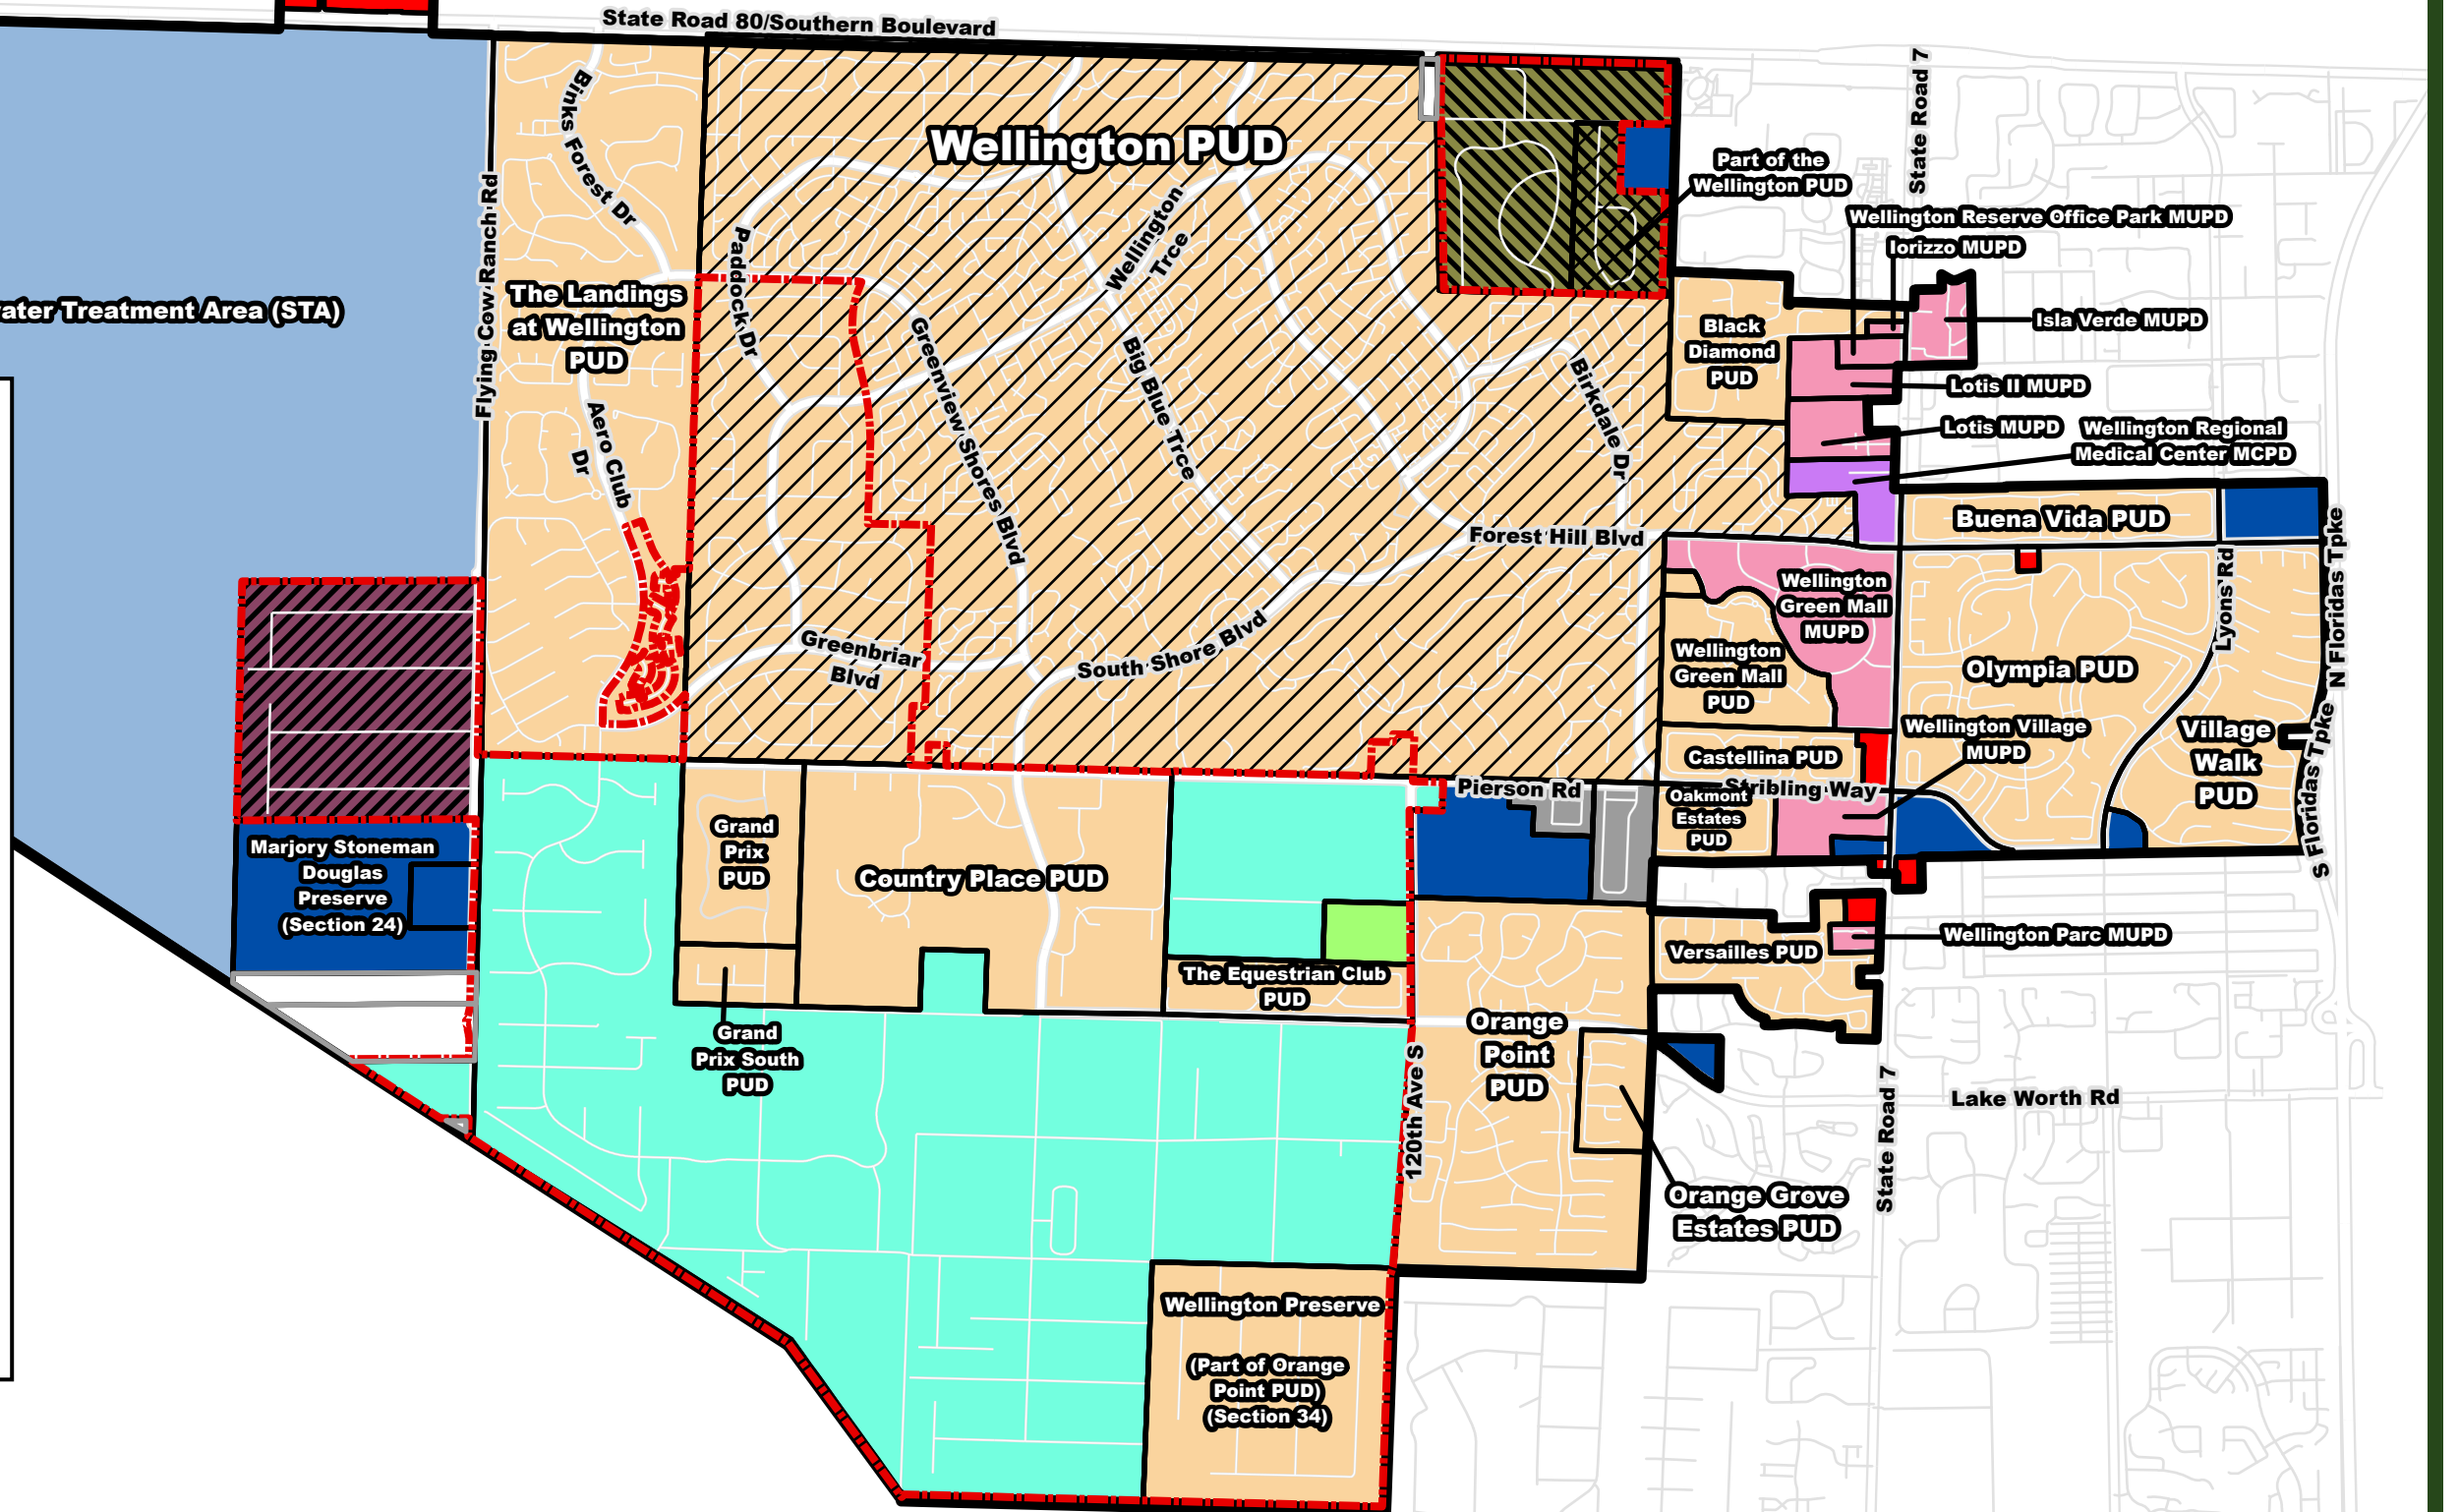 State Road 80/Southern Boulevard
Binks Forest Dr
Flying Cow Ranch Rd
Wellington PUD
State Road 7
Part of the
Wellington PUD
Wellington Reserve Office Park MUPD
Iorizzo MUPD
Isla Verde MUPD
Lotis II MUPD
Lotis MUPD
Wellington Regional
Medical Center MCPD
Paddock Dr
Wellington
Trce
The Landings
at Wellington
PUD
Treatment Area (STA)
Greenview Shores Blvd
Big Blue Trce
Birkdale Dr
Black
Diamond
PUD
Aero Club
Dr
Forest Hill Blvd
Buena Vida PUD
N Floridas Tpke
Lyons Rd
Wellington
Green Mall
MUPD
Wellington
Green Mall
PUD
Greenbriar
Blvd
South Shore Blvd
Olympia PUD
Wellington Village
MUPD
Village
Walk
PUD
S Floridas Tpke
Castellina PUD
Pierson Rd
Stribling Way
Oakmont
Estates
PUD
Marjory Stoneman
Douglas
Preserve
(Section 24)
Grand
Prix
PUD
Country Place PUD
The Equestrian Club
PUD
Versailles PUD
Wellington Parc MUPD
Grand
Prix South
PUD
Orange
Point
PUD
120th Ave S
State Road 7
Lake Worth Rd
Orange Grove
Estates PUD
Wellington Preserve
(Part of Orange
Point PUD)
(Section 34)